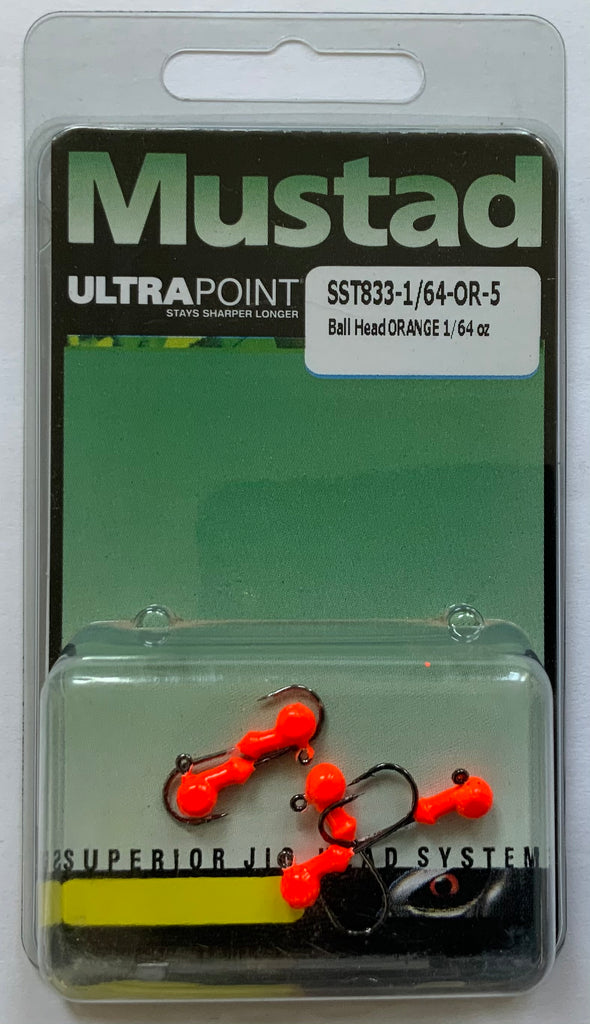 Mustad
ULTRAPOINT
STAYS SHARPER LONGER
SST833-1/64-OR-5
Ball Head ORANGE 1/64 oz
SUPERIOR JIG HEAD SYSTEM